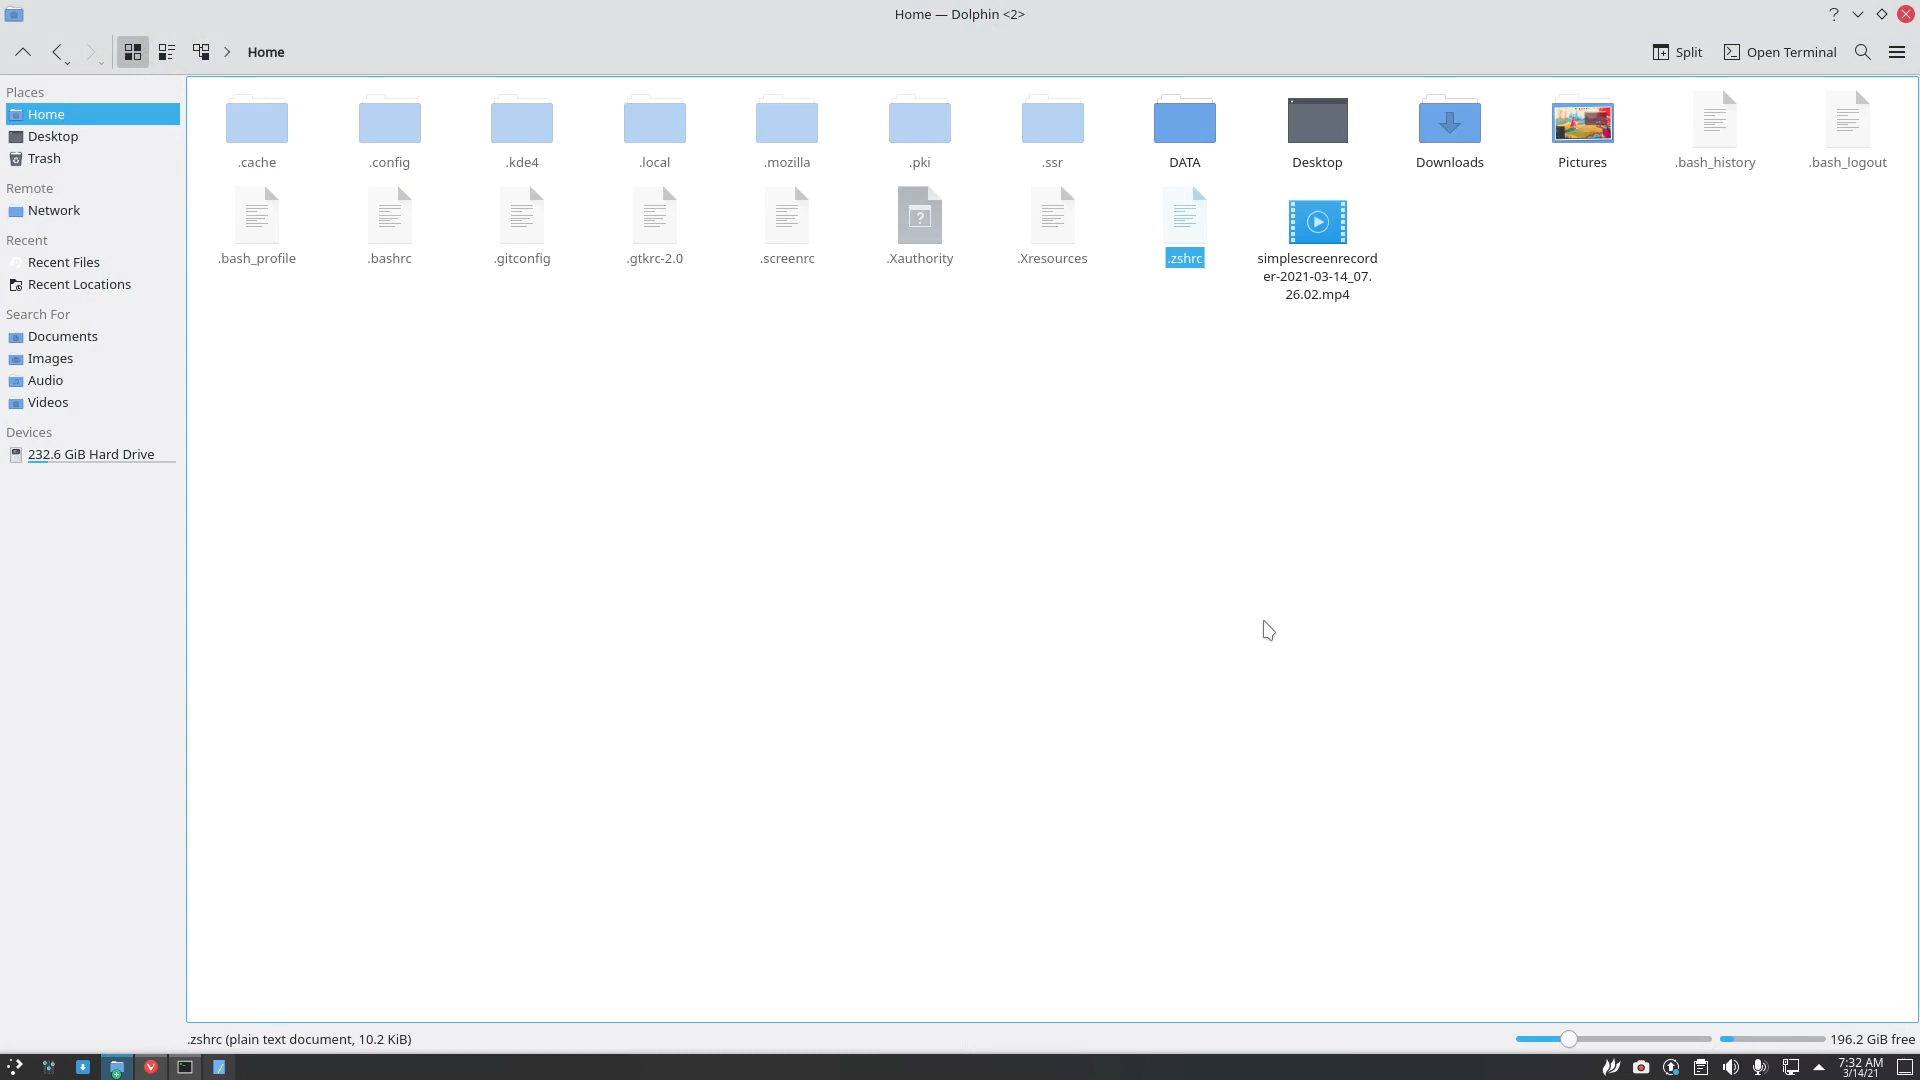 Home — Dolphin <2>
Home
Split
Open Terminal
Places
Home
Desktop
Trash
Remote
Network
Recent
Recent Files
Recent Locations
Search For
Documents
Images
Audio
Videos
Devices
232.6 GiB Hard Drive
.cache
.config
.kde4
.local
.mozilla
.pki
.ssr
DATA
Desktop
Downloads
Pictures
.bash_history
.bash_logout
.bash_profile
.bashrc
.gitconfig
.gtkrc-2.0
.screenrc
.Xauthority
.Xresources
.zshrc
simplescreenrecord
er-2021-03-14_07.
26.02.mp4
.zshrc (plain text document, 10.2 KiB)
196.2 GiB free
7:32 AM
3/14/21